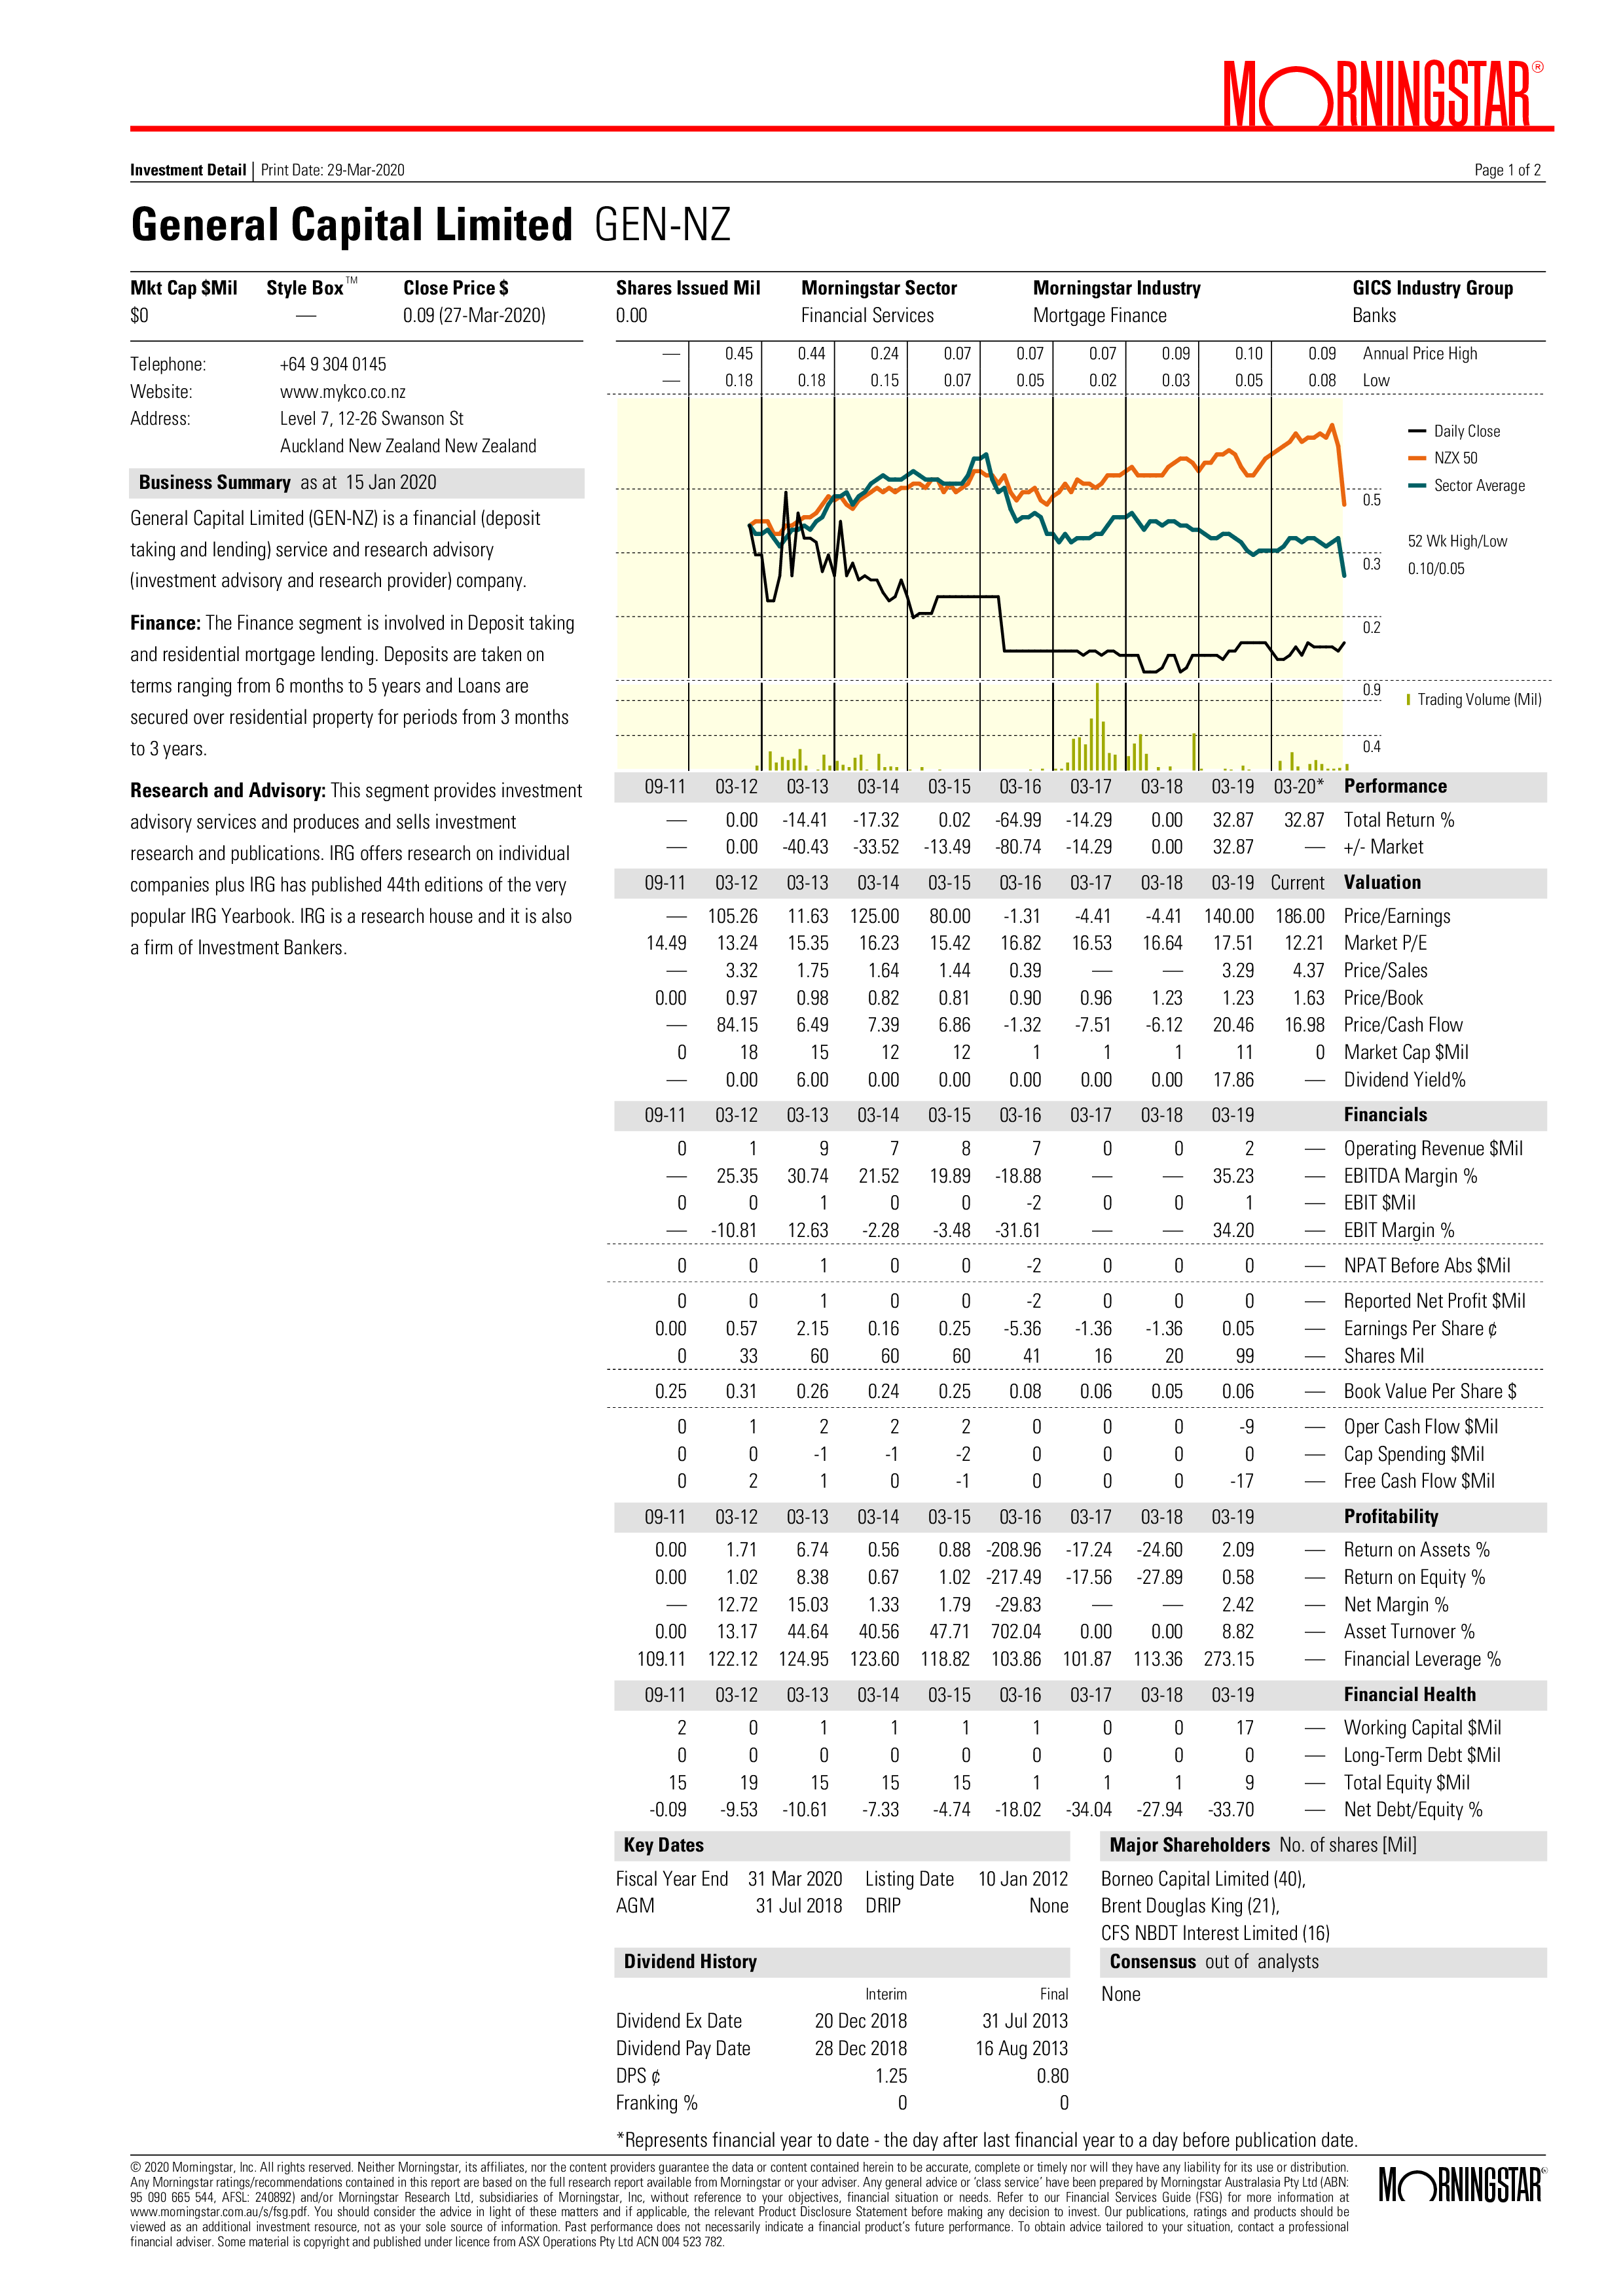 MORNINGSTAR®
Investment Detail | Print Date: 29-Mar-2020
Page 1 of 2
General Capital Limited GEN-NZ
Mkt Cap $Mil Style Box™ Close Price $
$0 — 0.09 (27-Mar-2020)
Telephone: +64 9 304 0145
Website: www.mykco.co.nz
Address: Level 7, 12-26 Swanson St
Auckland New Zealand New Zealand
Business Summary as at 15 Jan 2020
General Capital Limited (GEN-NZ) is a financial (deposit
taking and lending) service and research advisory
(investment advisory and research provider) company.
Finance: The Finance segment is involved in Deposit taking
and residential mortgage lending. Deposits are taken on
terms ranging from 6 months to 5 years and Loans are
secured over residential property for periods from 3 months
to 3 years.
Research and Advisory: This segment provides investment
advisory services and produces and sells investment
research and publications. IRG offers research on individual
companies plus IRG has published 44th editions of the very
popular IRG Yearbook. IRG is a research house and it is also
a firm of Investment Bankers.
Shares Issued Mil Morningstar Sector Morningstar Industry GICS Industry Group
0.00 Financial Services Mortgage Finance Banks
— 0.45 0.44 0.24 0.07 0.07 0.07 0.09 0.10 0.09 Annual Price High
— 0.18 0.18 0.15 0.07 0.05 0.02 0.03 0.05 0.08 Low
Daily Close
NZX 50
Sector Average
0.5
52 Wk High/Low
0.3
0.10/0.05
0.2
0.9
Trading Volume (Mil)
0.4
09-11 03-12 03-13 03-14 03-15 03-16 03-17 03-18 03-19 03-20* Performance
— 0.00 -14.41 -17.32 0.02 -64.99 -14.29 0.00 32.87 32.87 Total Return %
— 0.00 -40.43 -33.52 -13.49 -80.74 -14.29 0.00 32.87 — +/- Market
09-11 03-12 03-13 03-14 03-15 03-16 03-17 03-18 03-19 Current Valuation
— 105.26 11.63 125.00 80.00 -1.31 -4.41 -4.41 140.00 186.00 Price/Earnings
14.49 13.24 15.35 16.23 15.42 16.82 16.53 16.64 17.51 12.21 Market P/E
— 3.32 1.75 1.64 1.44 0.39 — — 3.29 4.37 Price/Sales
0.00 0.97 0.98 0.82 0.81 0.90 0.96 1.23 1.23 1.63 Price/Book
— 84.15 6.49 7.39 6.86 -1.32 -7.51 -6.12 20.46 16.98 Price/Cash Flow
0 18 15 12 12 1 1 1 11 0 Market Cap $Mil
— 0.00 6.00 0.00 0.00 0.00 0.00 0.00 17.86 — Dividend Yield%
09-11 03-12 03-13 03-14 03-15 03-16 03-17 03-18 03-19 Financials
0 1 9 7 8 7 0 0 2 — Operating Revenue $Mil
— 25.35 30.74 21.52 19.89 -18.88 — — 35.23 — EBITDA Margin %
0 0 1 0 0 -2 0 0 1 — EBIT $Mil
— -10.81 12.63 -2.28 -3.48 -31.61 — — 34.20 — EBIT Margin %
0 0 1 0 0 -2 0 0 0 — NPAT Before Abs $Mil
0 0 1 0 0 -2 0 0 0 — Reported Net Profit $Mil
0.00 0.57 2.15 0.16 0.25 -5.36 -1.36 -1.36 0.05 — Earnings Per Share ¢
0 33 60 60 60 41 16 20 99 — Shares Mil
0.25 0.31 0.26 0.24 0.25 0.08 0.06 0.05 0.06 — Book Value Per Share $
0 1 2 2 2 0 0 0 -9 — Oper Cash Flow $Mil
0 0 -1 -1 -2 0 0 0 0 — Cap Spending $Mil
0 2 1 0 -1 0 0 0 -17 — Free Cash Flow $Mil
09-11 03-12 03-13 03-14 03-15 03-16 03-17 03-18 03-19 Profitability
0.00 1.71 6.74 0.56 0.88 -208.96 -17.24 -24.60 2.09 — Return on Assets %
0.00 1.02 8.38 0.67 1.02 -217.49 -17.56 -27.89 0.58 — Return on Equity %
— 12.72 15.03 1.33 1.79 -29.83 — — 2.42 — Net Margin %
0.00 13.17 44.64 40.56 47.71 702.04 0.00 0.00 8.82 — Asset Turnover %
109.11 122.12 124.95 123.60 118.82 103.86 101.87 113.36 273.15 — Financial Leverage %
09-11 03-12 03-13 03-14 03-15 03-16 03-17 03-18 03-19 Financial Health
2 0 1 1 1 1 0 0 17 — Working Capital $Mil
0 0 0 0 0 0 0 0 0 — Long-Term Debt $Mil
15 19 15 15 15 1 1 1 9 — Total Equity $Mil
-0.09 -9.53 -10.61 -7.33 -4.74 -18.02 -34.04 -27.94 -33.70 — Net Debt/Equity %
Key Dates
Fiscal Year End 31 Mar 2020 Listing Date 10 Jan 2012
AGM 31 Jul 2018 DRIP None
Major Shareholders No. of shares [Mil]
Borneo Capital Limited (40),
Brent Douglas King (21),
CFS NBDT Interest Limited (16)
Dividend History
Interim Final
Dividend Ex Date 20 Dec 2018 31 Jul 2013
Dividend Pay Date 28 Dec 2018 16 Aug 2013
DPS ¢ 1.25 0.80
Franking % 0 0
Consensus out of analysts
None
*Represents financial year to date - the day after last financial year to a day before publication date.
© 2020 Morningstar, Inc. All rights reserved. Neither Morningstar, its affiliates, nor the content providers guarantee the data or content contained herein to be accurate, complete or timely nor will they have any liability for its use or distribution.
Any Morningstar ratings/recommendations contained in this report are based on the full research report available from Morningstar or your adviser. Any general advice or 'class service' have been prepared by Morningstar Australasia Pty Ltd (ABN:
95 090 665 544, AFSL: 240892) and/or Morningstar Research Ltd, subsidiaries of Morningstar, Inc, without reference to your objectives, financial situation or needs. Refer to our Financial Services Guide (FSG) for more information at
www.morningstar.com.au/s/fsg.pdf. You should consider the advice in light of these matters and if applicable, the relevant Product Disclosure Statement before making any decision to invest. Our publications, ratings and products should be
viewed as an additional investment resource, not as your sole source of information. Past performance does not necessarily indicate a financial product's future performance. To obtain advice tailored to your situation, contact a professional
financial adviser. Some material is copyright and published under licence from ASX Operations Pty Ltd ACN 004 523 782.
MORNINGSTAR®